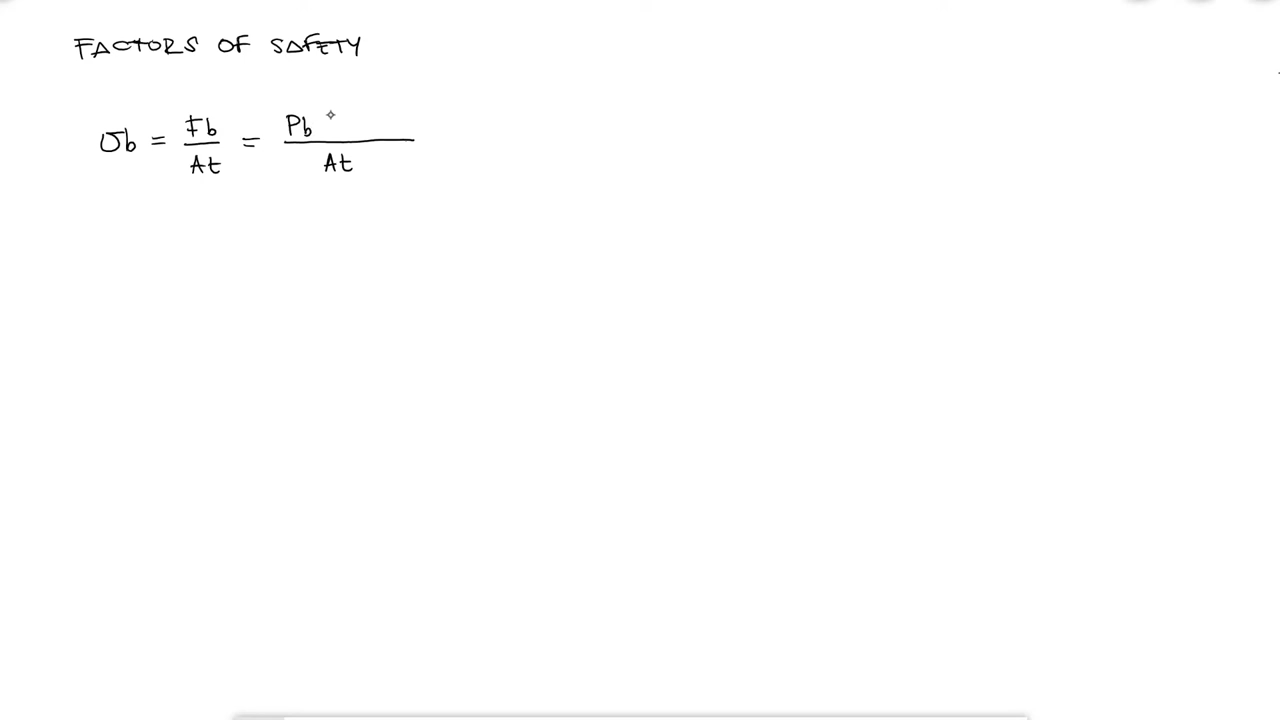 FACTORS OF SAFETY
σb = Fb/At = Pb/At